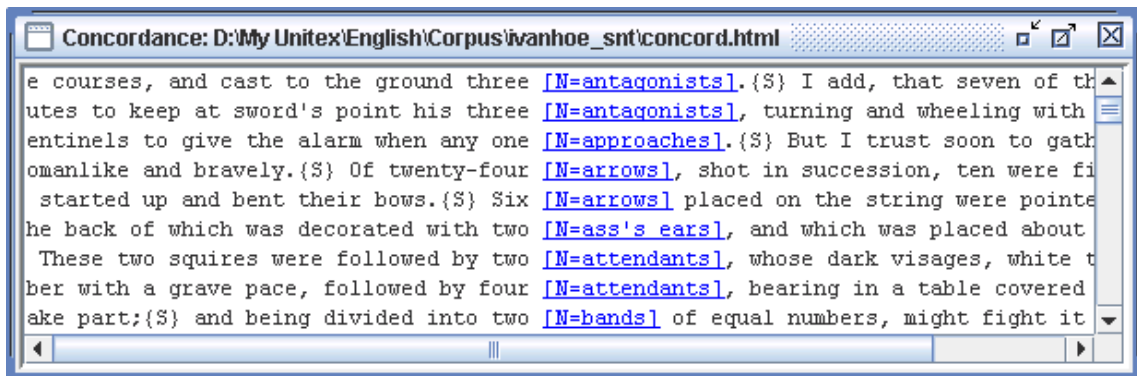 Concordance: D:\My Unitex\English\Corpus\ivanhoe_snt\concord.html
e courses, and cast to the ground three [N=antagonists].{S} I add, that seven of th
utes to keep at sword's point his three [N=antagonists], turning and wheeling with
entinels to give the alarm when any one [N=approaches].{S} But I trust soon to gath
omanlike and bravely.{S} Of twenty-four [N=arrows], shot in succession, ten were fi
started up and bent their bows.{S} Six [N=arrows] placed on the string were pointe
he back of which was decorated with two [N=ass's ears], and which was placed about
These two squires were followed by two [N=attendants], whose dark visages, white t
ber with a grave pace, followed by four [N=attendants], bearing in a table covered
ake part;{S} and being divided into two [N=bands] of equal numbers, might fight it